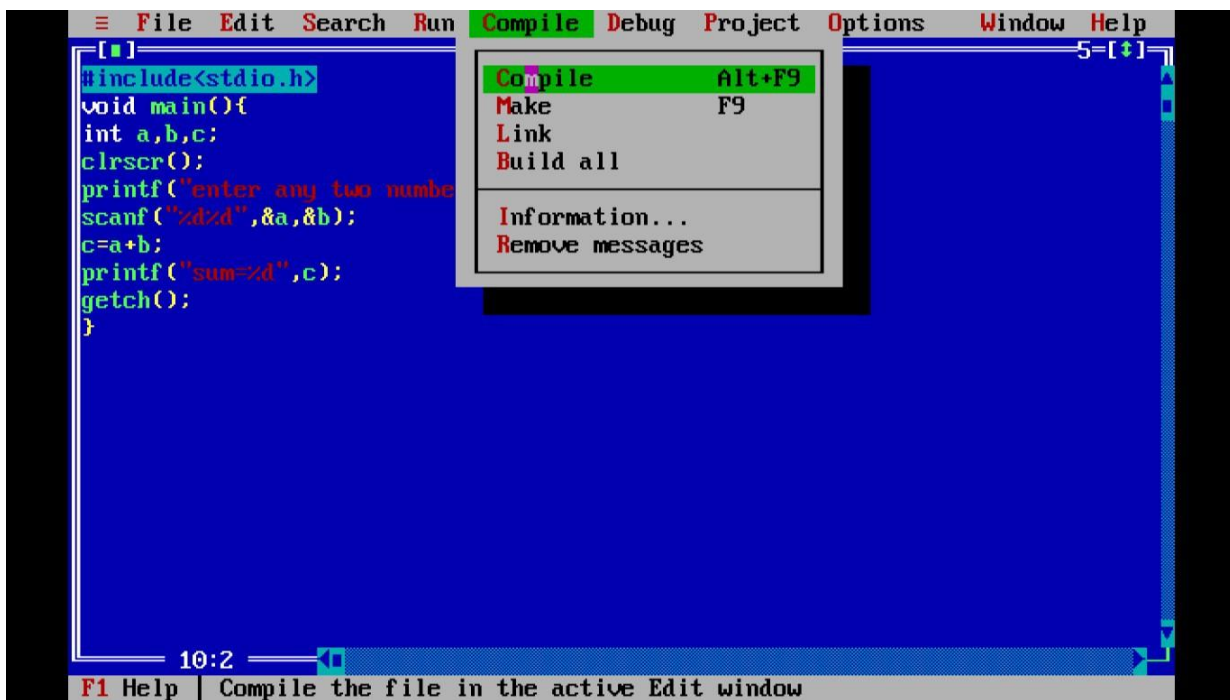 ≡ File Edit Search Run Compile Debug Project Options Window Help
5=[↕]
#include<stdio.h>
void main(){
int a,b,c;
clrscr();
printf("enter any two numbe
scanf("%d%d",&a,&b);
c=a+b;
printf("sum=%d",c);
getch();
}
Compile Alt+F9
Make F9
Link
Build all
Information...
Remove messages
10:2
F1 Help | Compile the file in the active Edit window